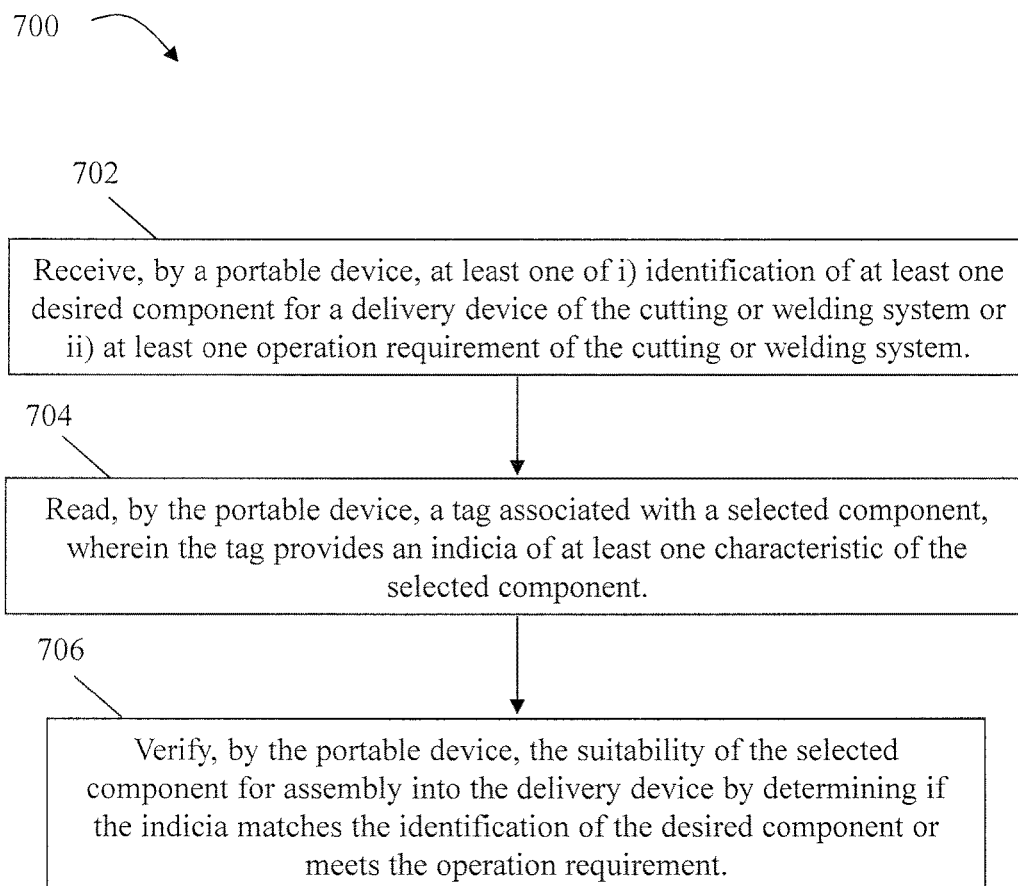 700
702
Receive, by a portable device, at least one of i) identification of at least one
desired component for a delivery device of the cutting or welding system or
ii) at least one operation requirement of the cutting or welding system.
704
Read, by the portable device, a tag associated with a selected component,
wherein the tag provides an indicia of at least one characteristic of the
selected component.
706
Verify, by the portable device, the suitability of the selected
component for assembly into the delivery device by determining if
the indicia matches the identification of the desired component or
meets the operation requirement.